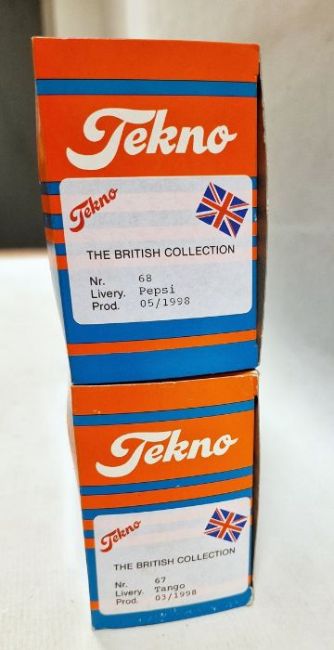 Tekno
Tekno
THE BRITISH COLLECTION
Nr. 68
Livery. Pepsi
Prod. 05/1998
Tekno
Tekno
THE BRITISH COLLECTION
Nr. 67
Livery. Tango
Prod. 03/1998